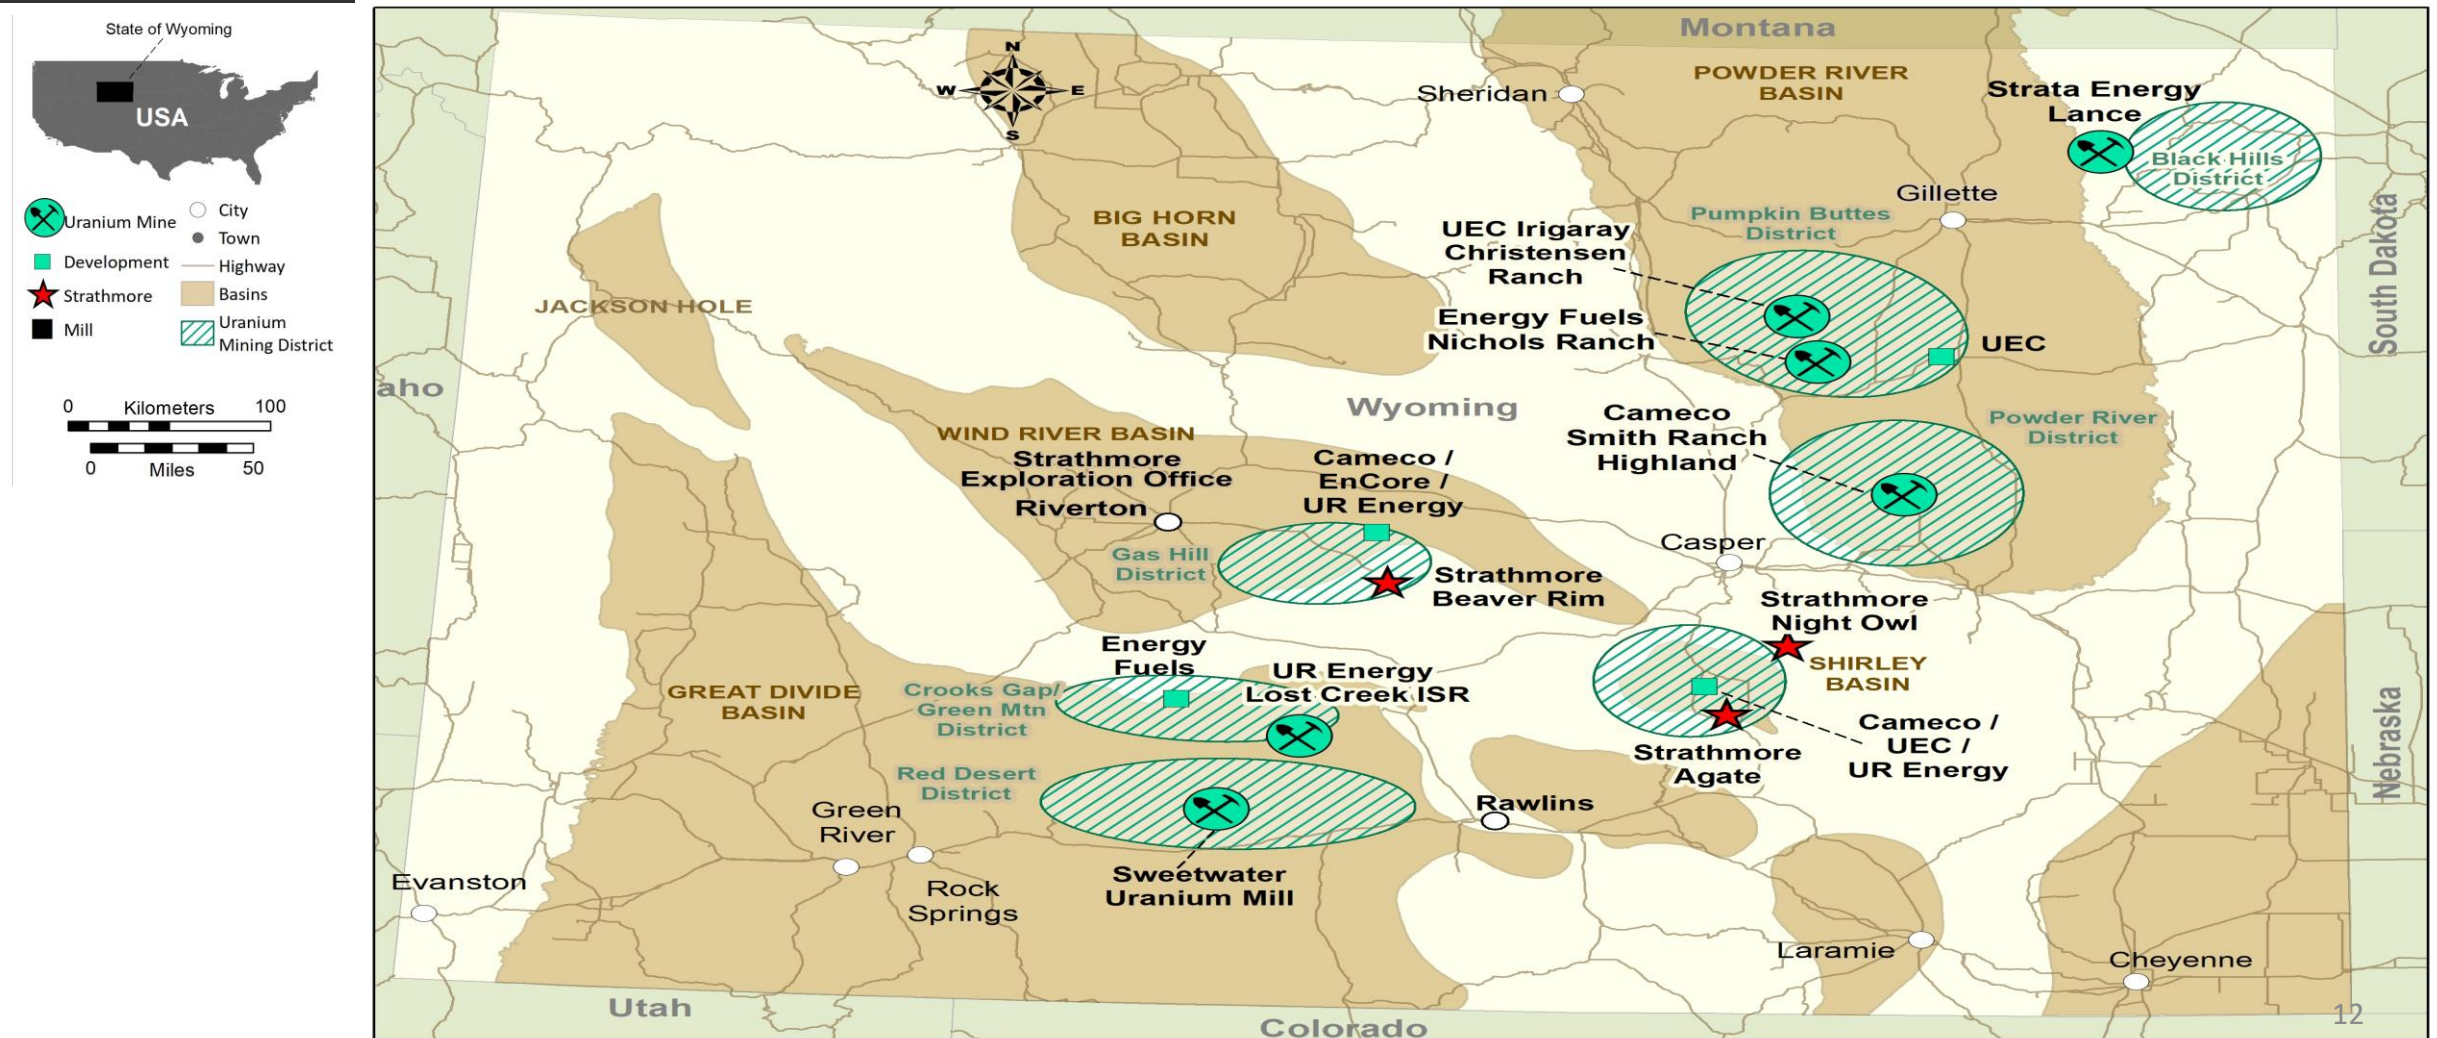 State of Wyoming
USA
Uranium Mine
Development
Strathmore
Mill
City
Town
Highway
Basins
Uranium
Mining District
0 Kilometers 100
0 Miles 50
Montana
N
W E
S
POWDER RIVER
BASIN
Sheridan
Strata Energy
Lance
Black Hills
District
Gillette
BIG HORN
BASIN
Pumpkin Buttes
District
UEC Irigaray
Christensen
Ranch
Energy Fuels
Nichols Ranch
UEC
South Dakota
JACKSON HOLE
aho
Wyoming
Cameco
Smith Ranch
Highland
Powder River
District
WIND RIVER BASIN
Strathmore
Exploration Office
Riverton
Cameco /
EnCore /
UR Energy
Gas Hill
District
Casper
Strathmore
Beaver Rim
Strathmore
Night Owl
SHIRLEY
BASIN
Energy
Fuels
UR Energy
Lost Creek ISR
GREAT DIVIDE
BASIN
Crooks Gap/
Green Mtn
District
Cameco /
UEC /
UR Energy
Strathmore
Agate
Nebraska
Red Desert
District
Green
River
Rawlins
Evanston
Rock
Springs
Sweetwater
Uranium Mill
Laramie
Cheyenne
Utah
Colorado
12